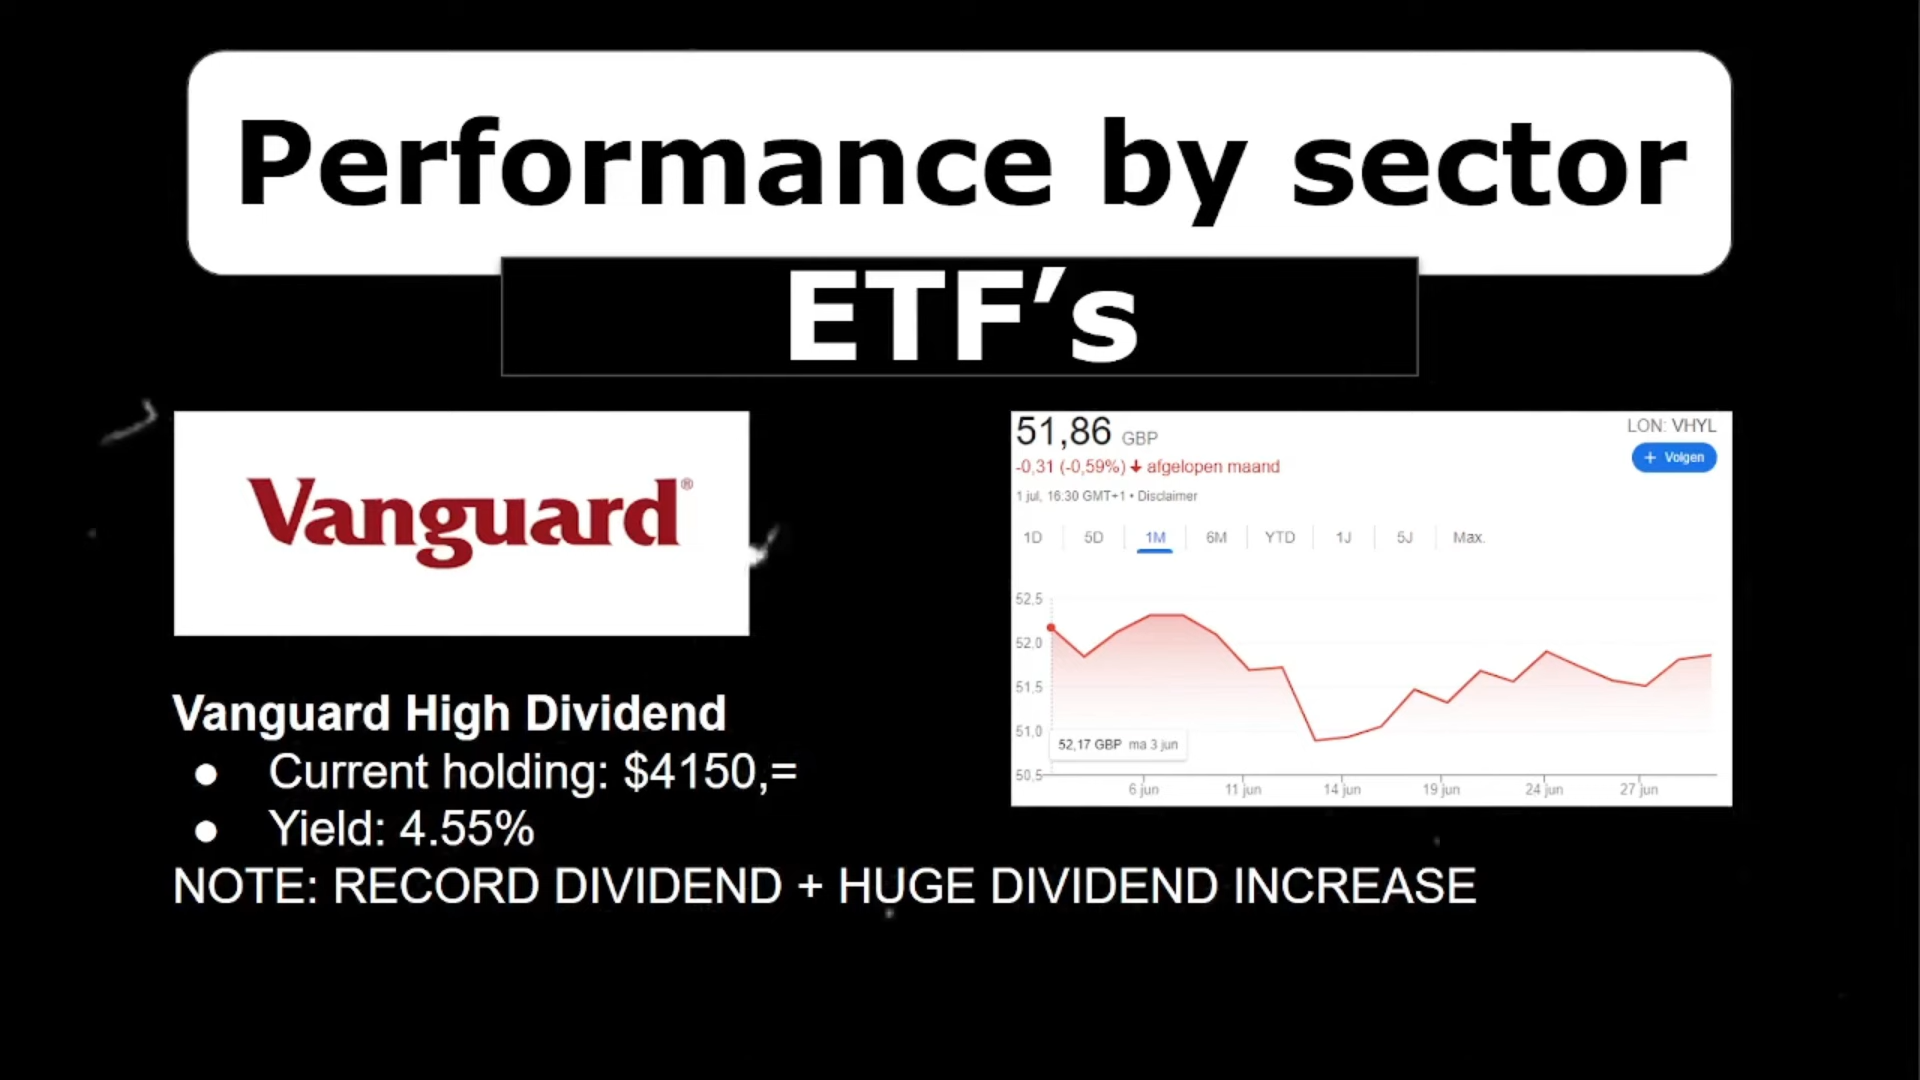 Performance by sector
ETF’s
Vanguard®
Vanguard High Dividend
● Current holding: $4150,=
● Yield: 4.55%
NOTE: RECORD DIVIDEND + HUGE DIVIDEND INCREASE
51,86 GBP
LON: VHYL
-0,31 (-0,59%) ↓ afgelopen maand
+ Volgen
1 jul, 16:30 GMT+1 • Disclaimer
1D 5D 1M 6M YTD 1J 5J Max.
52,5
52,0
51,5
51,0
50,5
52,17 GBP ma 3 jun
6 jun 11 jun 14 jun 19 jun 24 jun 27 jun